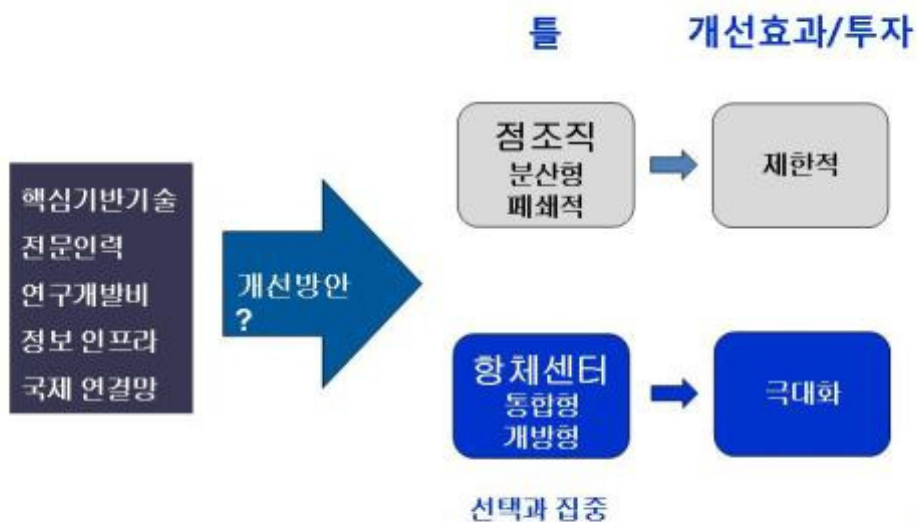 틀
개선효과/투자
핵심기반기술
전문인력
연구개발비
정보 인프라
국제 연결망
개선방안
?
점조직
분산형
폐쇄적
제한적
항체센터
통합형
개방형
극대화
선택과 집중